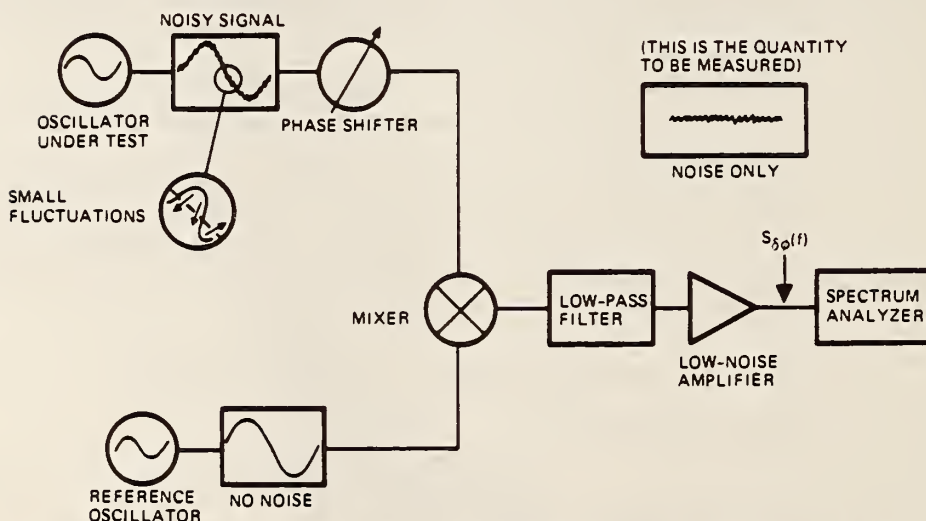 NOISY SIGNAL
OSCILLATOR
UNDER TEST
PHASE SHIFTER
SMALL
FLUCTUATIONS
(THIS IS THE QUANTITY
TO BE MEASURED)
NOISE ONLY
MIXER
LOW-PASS
FILTER
LOW-NOISE
AMPLIFIER
Sδφ(f)
SPECTRUM
ANALYZER
REFERENCE
OSCILLATOR
NO NOISE